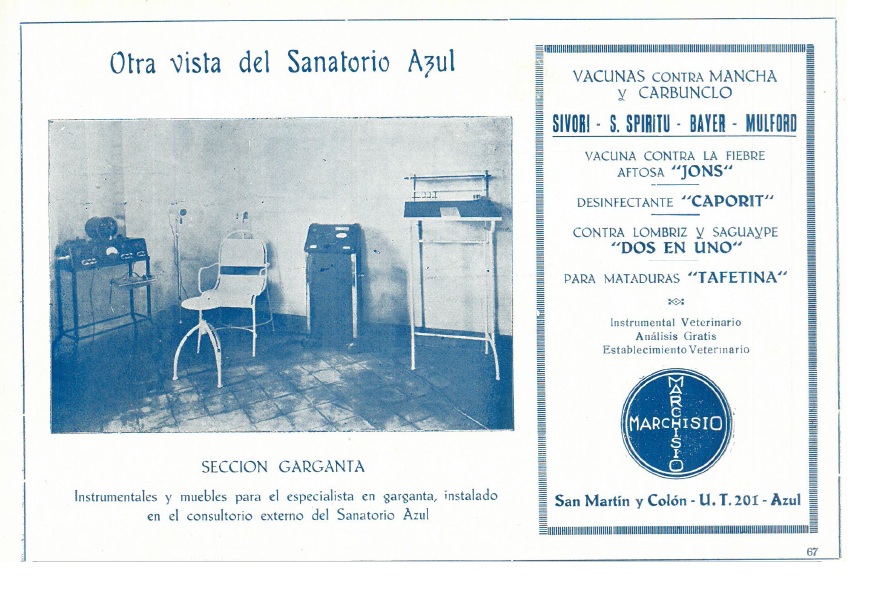 Otra vista del Sanatorio Azul
SECCION GARGANTA
Instrumentales y muebles para el especialista en garganta, instalado
en el consultorio externo del Sanatorio Azul
VACUNAS CONTRA MANCHA
y CARBUNCLO
SIVORI - S. SPIRITU - BAYER - MULFORD
VACUNA CONTRA LA FIEBRE
AFTOSA "JONS"
DESINFECTANTE "CAPORIT"
CONTRA LOMBRIZ y SAGUAYPE
"DOS EN UNO"
PARA MATADURAS "TAFETINA"
Instrumental Veterinario
Análisis Gratis
Establecimiento Veterinario
MARCHISIO
MARCHISIO
San Martín y Colón - U. T. 201 - Azul
67